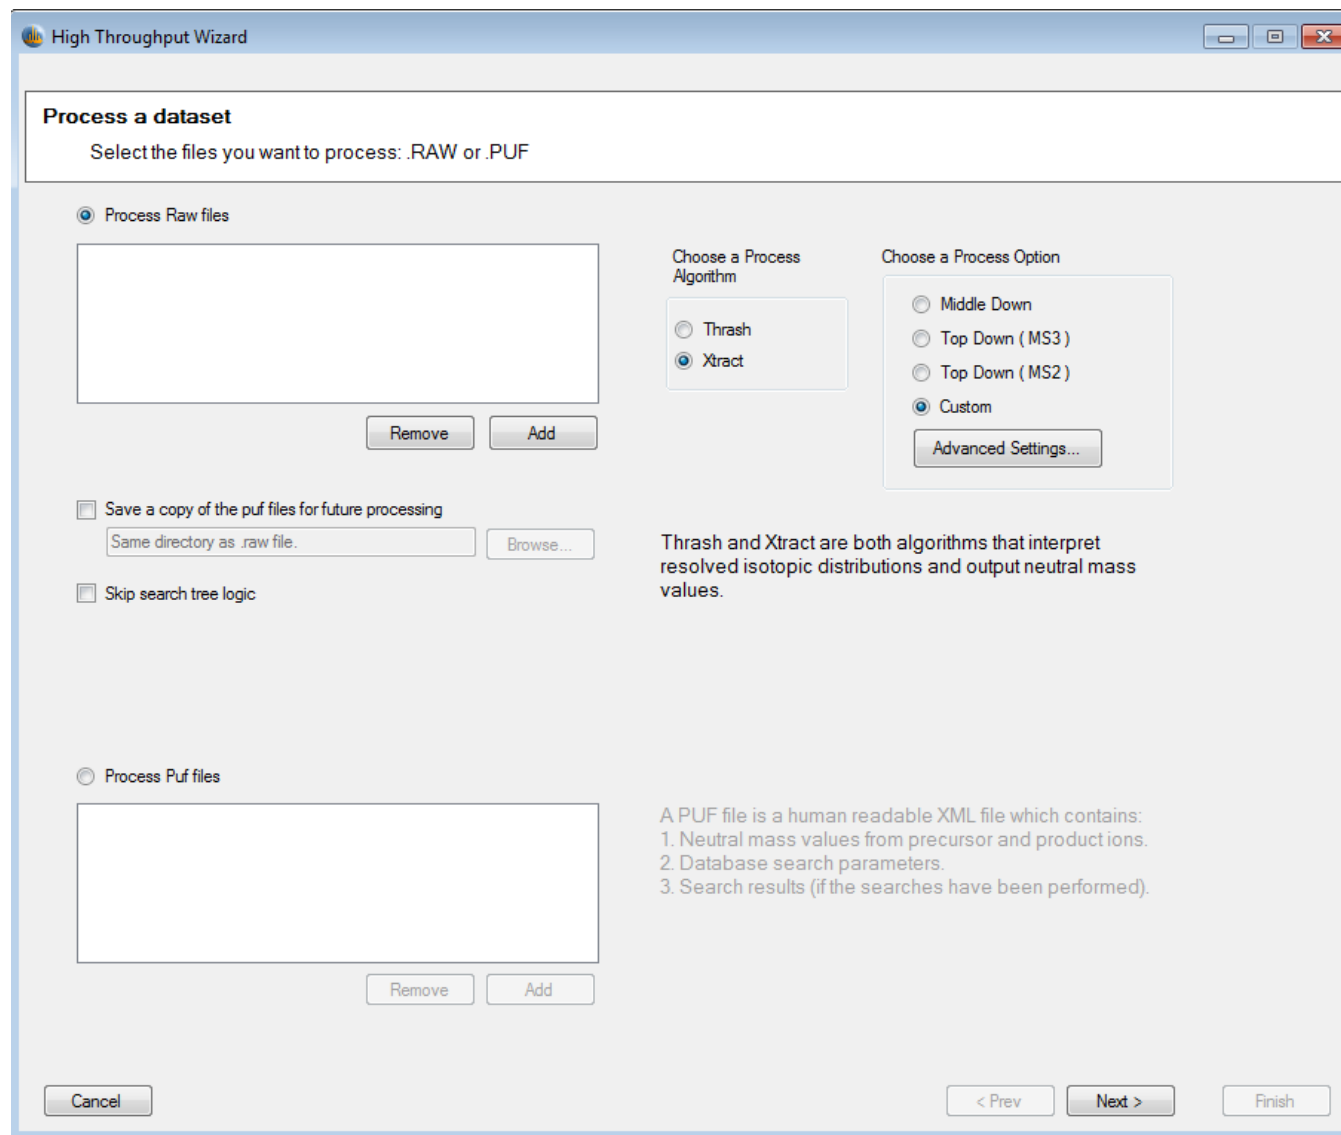 High Throughput Wizard
Process a dataset
Select the files you want to process: .RAW or .PUF
Process Raw files
Remove
Add
Choose a Process
Algorithm
Thrash
Xtract
Choose a Process Option
Middle Down
Top Down ( MS3 )
Top Down ( MS2 )
Custom
Advanced Settings...
Save a copy of the puf files for future processing
Same directory as .raw file.
Browse...
Skip search tree logic
Thrash and Xtract are both algorithms that interpret
resolved isotopic distributions and output neutral mass
values.
Process Puf files
Remove
Add
A PUF file is a human readable XML file which contains:
1. Neutral mass values from precursor and product ions.
2. Database search parameters.
3. Search results (if the searches have been performed).
Cancel
< Prev
Next >
Finish